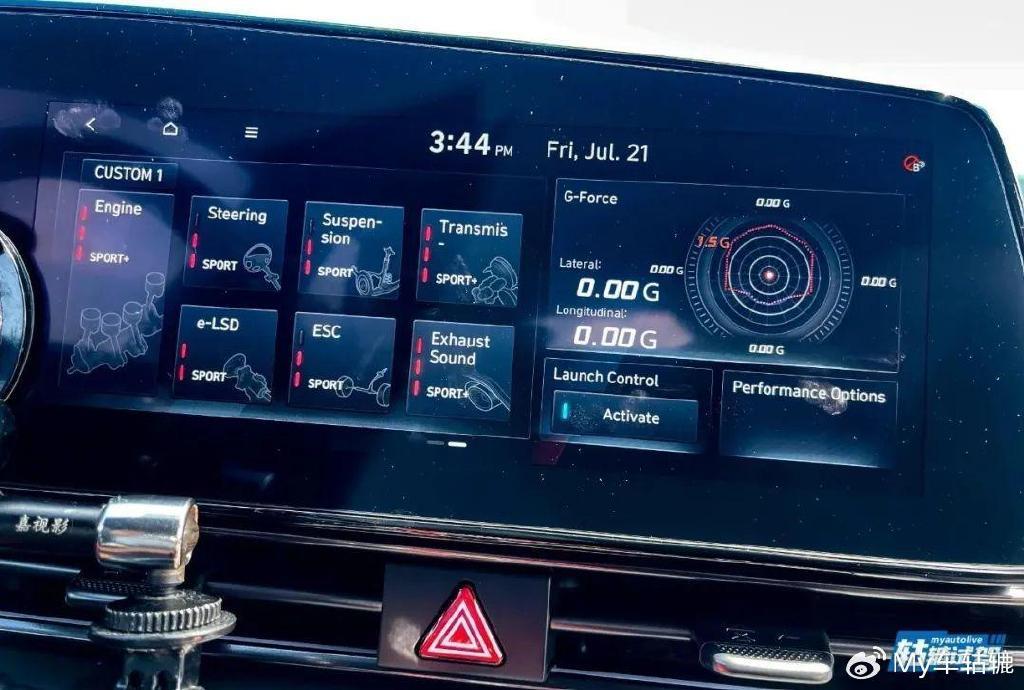 3:44 PM
Fri, Jul. 21
CUSTOM 1
Engine
SPORT+
Steering
SPORT
Suspen-
sion
SPORT
Transmis
-
SPORT+
e-LSD
SPORT
ESC
SPORT
Exhaust
Sound
SPORT+
G-Force
0.00 G
1.5 G
Lateral:
0.00 G
0.00 G
0.00 G
Longitudinal:
0.00 G
0.00 G
Launch Control
Activate
Performance Options
嘉视影
myautolive
My车轱辘